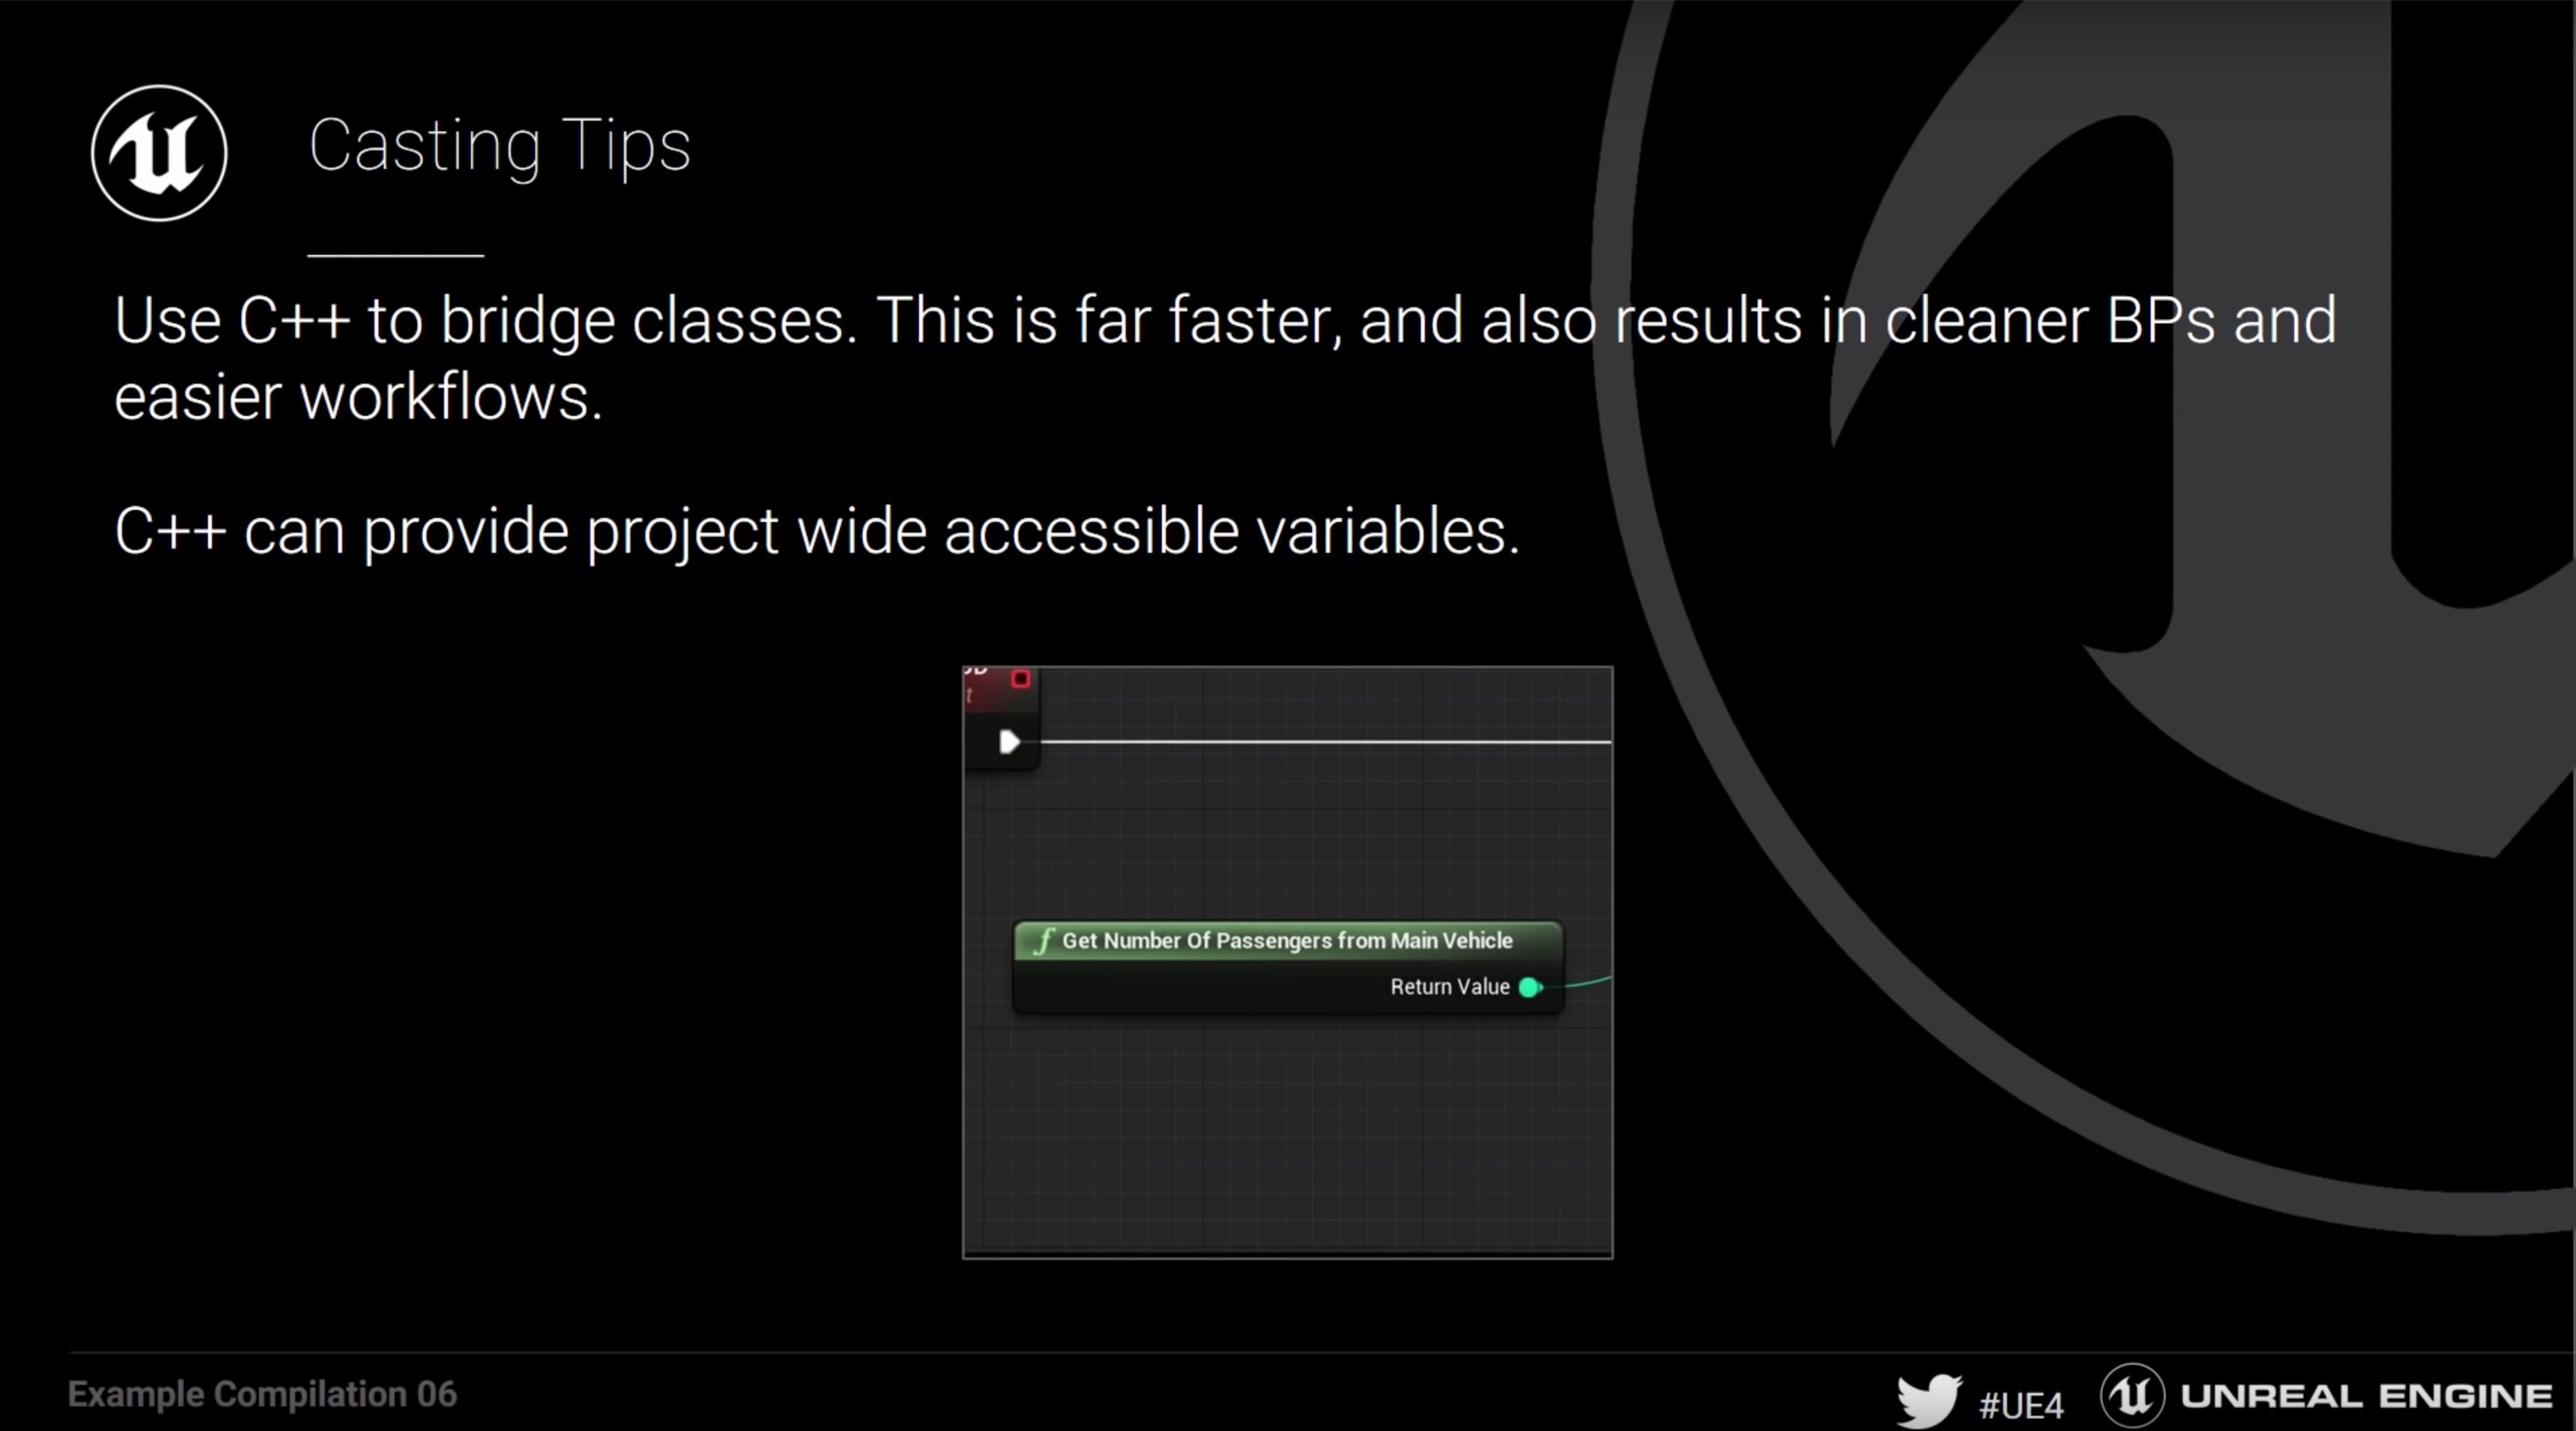 Casting Tips
Use C++ to bridge classes. This is far faster, and also results in cleaner BPs and
easier workflows.
C++ can provide project wide accessible variables.
t
f Get Number Of Passengers from Main Vehicle
Return Value
Example Compilation 06
#UE4
UNREAL ENGINE